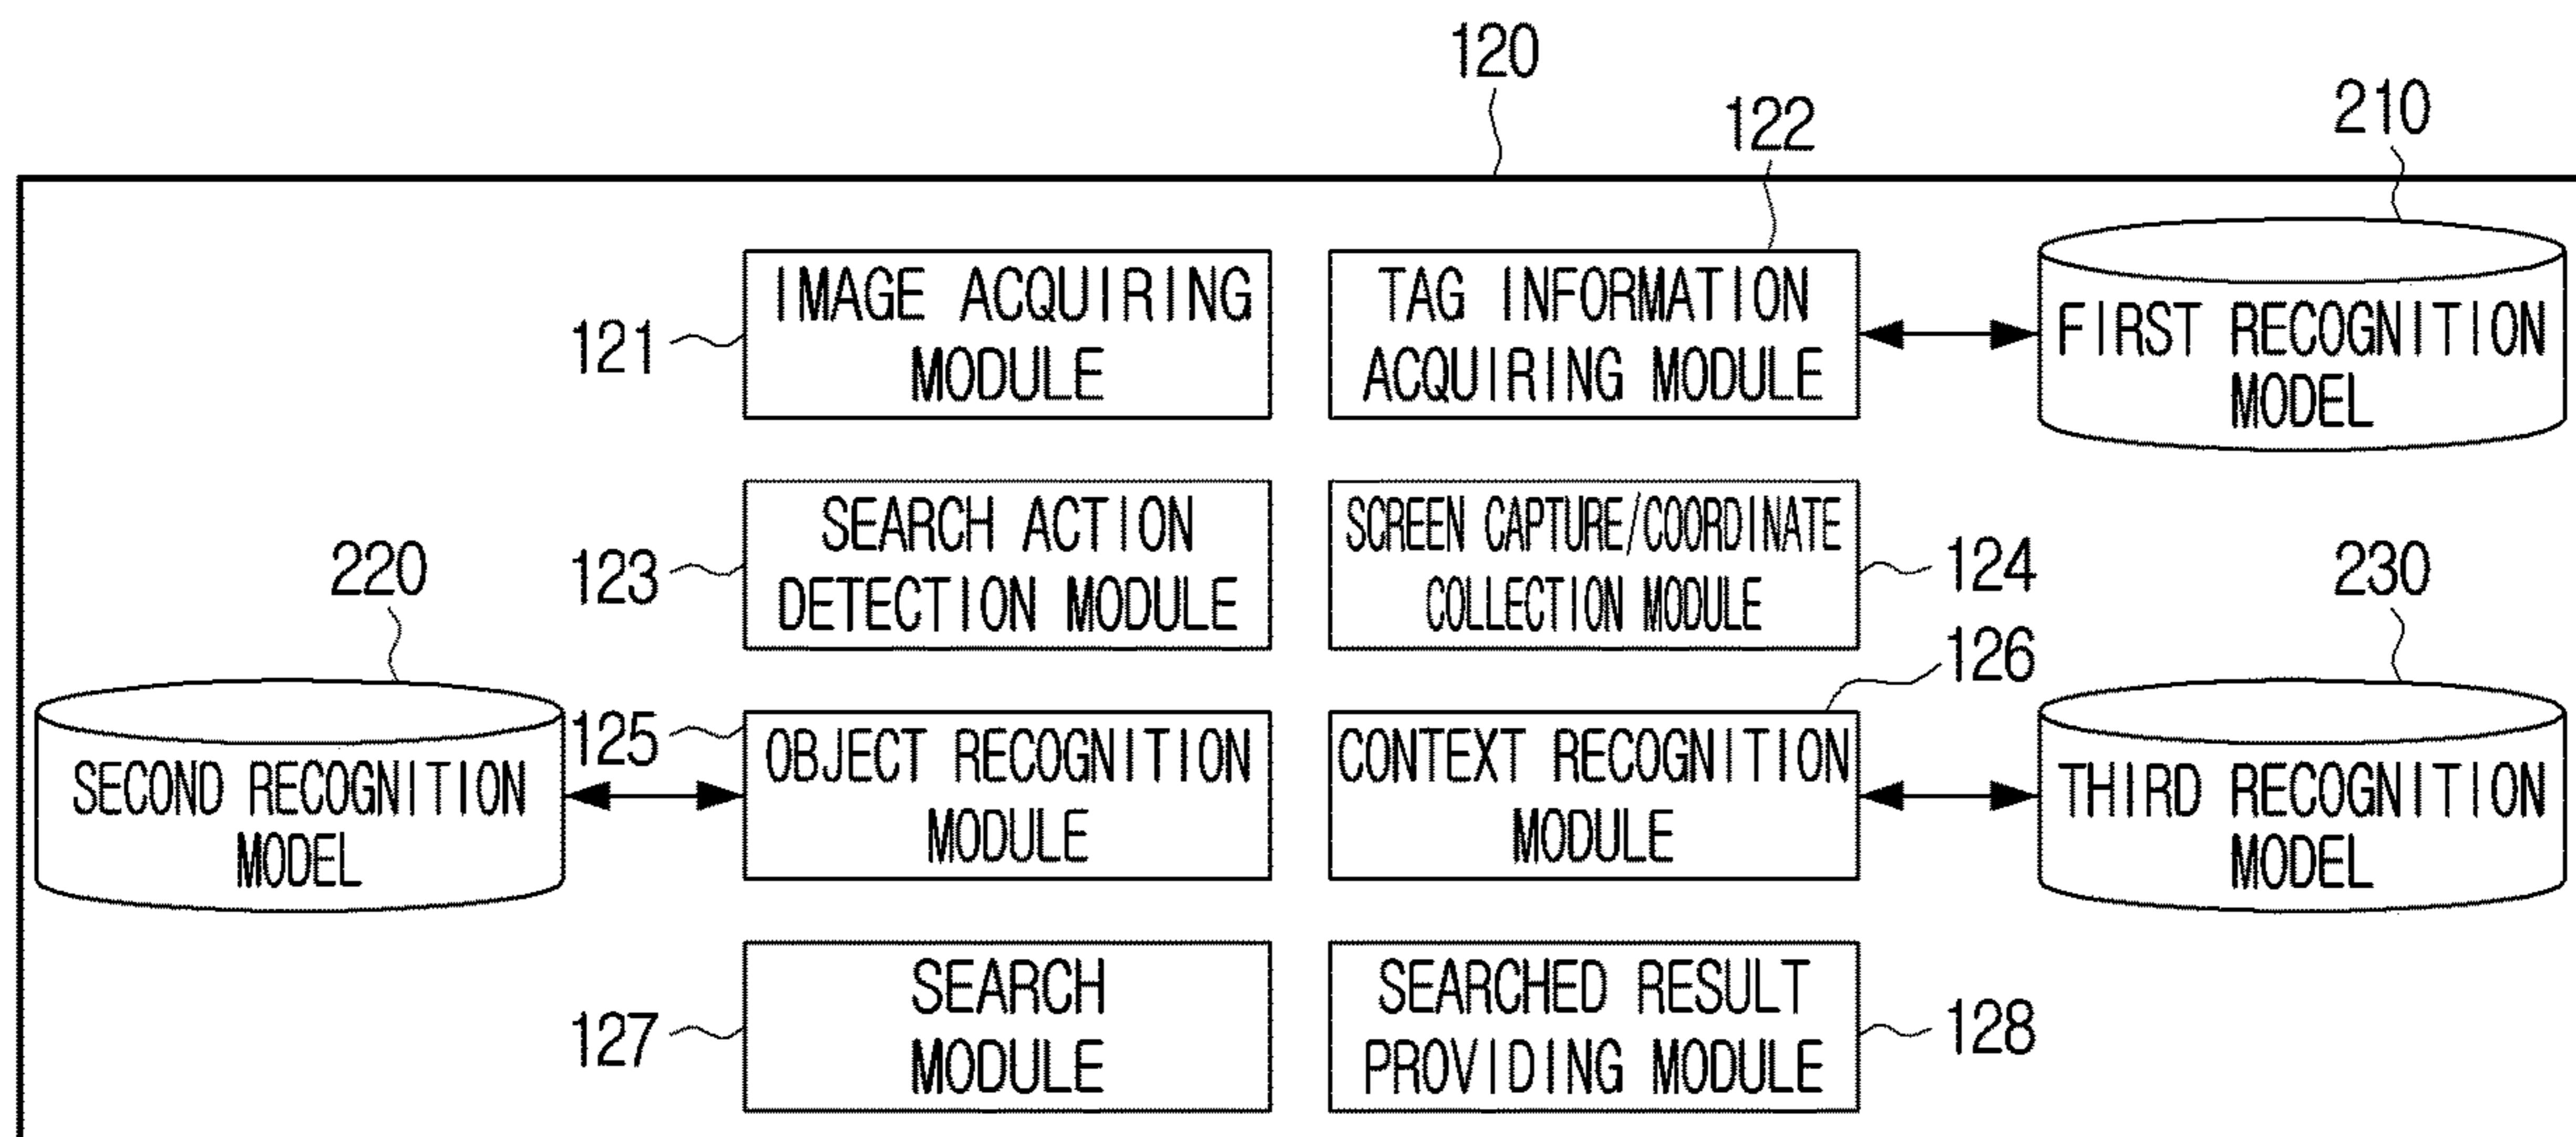 120
122
210
IMAGE ACQUIRING
MODULE
121
TAG INFORMATION
ACQUIRING MODULE
FIRST RECOGNITION
MODEL
SEARCH ACTION
DETECTION MODULE
123
SCREEN CAPTURE/COORDINATE
COLLECTION MODULE
124
220
230
126
125
SECOND RECOGNITION
MODEL
OBJECT RECOGNITION
MODULE
CONTEXT RECOGNITION
MODULE
THIRD RECOGNITION
MODEL
SEARCH
MODULE
127
SEARCHED RESULT
PROVIDING MODULE
128